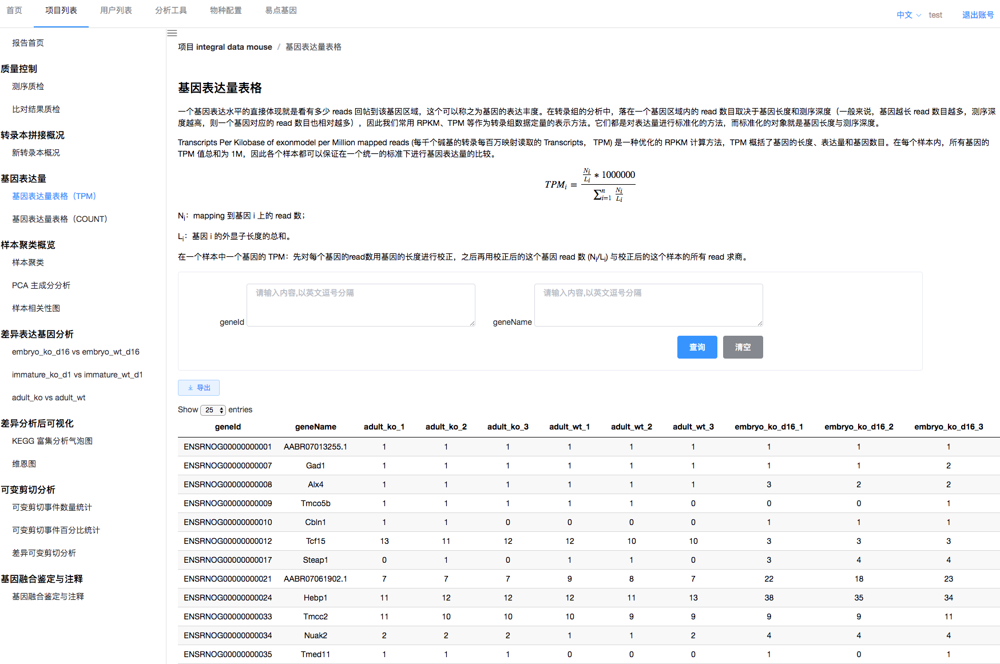 首页 项目列表 用户列表 分析工具 物种配置 易点基因 中文 test 退出账号
报告首页
质量控制
测序质检
比对结果质检
转录本拼接概况
新转录本概况
基因表达量
基因表达量表格（TPM）
基因表达量表格（COUNT）
样本聚类概览
样本聚类
PCA 主成分分析
样本相关性图
差异表达基因分析
embryo_ko_d16 vs embryo_wt_d16
immature_ko_d1 vs immature_wt_d1
adult_ko vs adult_wt
差异分析后可视化
KEGG 富集分析气泡图
维恩图
可变剪切分析
可变剪切事件数量统计
可变剪切事件百分比统计
差异可变剪切分析
基因融合鉴定与注释
基因融合鉴定与注释
项目 integral data mouse / 基因表达量表格
基因表达量表格
一个基因表达水平的直接体现就是看有多少 reads 回帖到该基因区域，这个可以称之为基因的表达丰度。在转录组的分析中，落在一个基因区域内的 read 数目取决于基因长度和测序深度（一般来说，基因越长 read 数目越多，测序深
度越高，则一个基因对应的 read 数目也相对越多），因此我们常用 RPKM、TPM 等作为转录组数据定量的表示方法。它们都是对表达量进行标准化的方法，而标准化的对象就是基因长度与测序深度。
Transcripts Per Kilobase of exonmodel per Million mapped reads (每千个碱基的转录每百万映射读取的 Transcripts， TPM) 是一种优化的 RPKM 计算方法，TPM 概括了基因的长度、表达量和基因数目。在每个样本内，所有基因的
TPM 值总和为 1M，因此各个样本都可以保证在一个统一的标准下进行基因表达量的比较。
TPM_i = (N_i/L_i * 1000000) / (∑_{i=1}^{n} N_i/L_i)
Ni：mapping 到基因 i 上的 read 数；
Li：基因 i 的外显子长度的总和。
在一个样本中一个基因的 TPM：先对每个基因的read数用基因的长度进行校正，之后再用校正后的这个基因 read 数 (Ni/Li) 与校正后的这个样本的所有 read 求商。
geneId 请输入内容,以英文逗号分隔 geneName 请输入内容,以英文逗号分隔
查询 清空
导出
Show 25 entries
geneId geneName adult_ko_1 adult_ko_2 adult_ko_3 adult_wt_1 adult_wt_2 adult_wt_3 embryo_ko_d16_1 embryo_ko_d16_2 embryo_ko_d16_3
ENSRNOG00000000001 AABR07013255.1 1 1 1 1 1 1 1 1 1
ENSRNOG00000000007 Gad1 1 1 1 1 1 1 1 1 2
ENSRNOG00000000008 Alx4 1 1 1 1 1 1 3 2 2
ENSRNOG00000000009 Tmco5b 1 1 1 1 1 0 0 0 1
ENSRNOG00000000010 Cbln1 1 1 0 0 0 0 1 1 1
ENSRNOG00000000012 Tcf15 13 11 12 12 10 10 3 3 3
ENSRNOG00000000017 Steap1 0 1 0 1 1 0 3 4 4
ENSRNOG00000000021 AABR07061902.1 7 7 7 9 8 7 22 18 23
ENSRNOG00000000024 Hebp1 11 12 12 12 11 13 38 35 34
ENSRNOG00000000033 Tmcc2 11 10 10 10 9 9 9 9 11
ENSRNOG00000000034 Nuak2 2 2 2 1 1 2 4 4 4
ENSRNOG00000000035 Tmed11 1 1 1 0 0 0 1 0 1